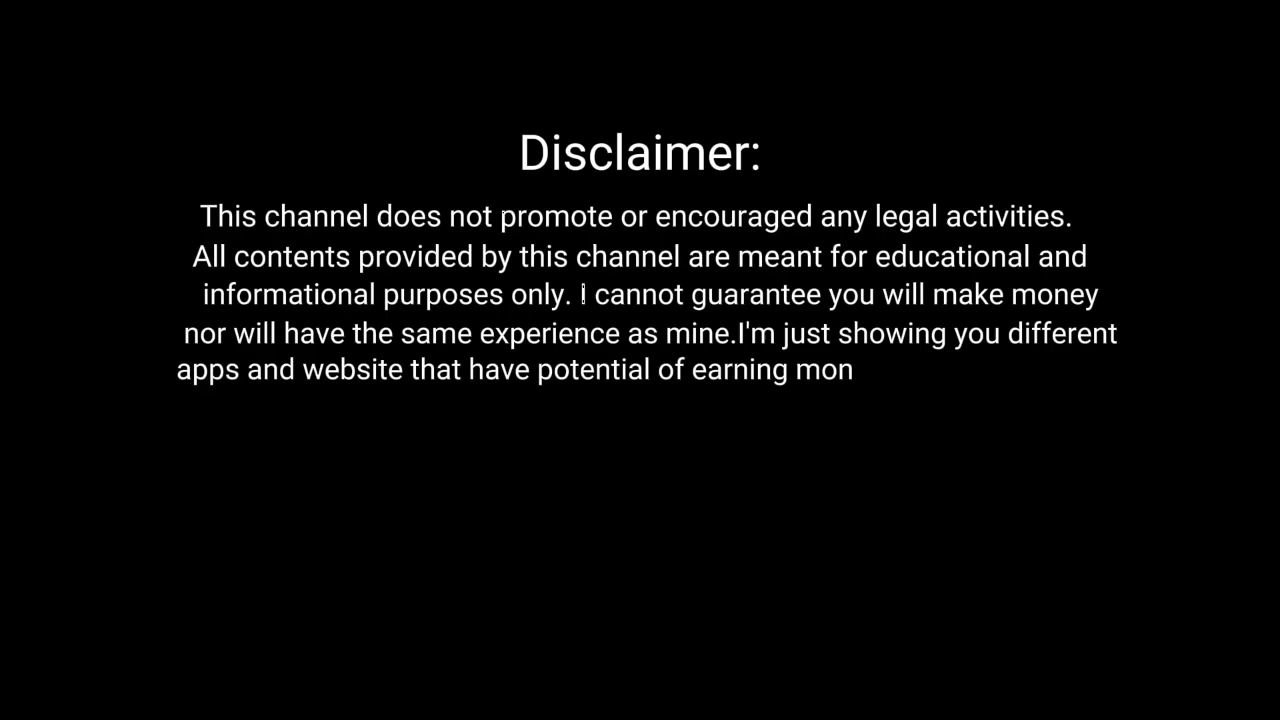 Disclaimer:
This channel does not promote or encouraged any legal activities.
All contents provided by this channel are meant for educational and
informational purposes only. I cannot guarantee you will make money
nor will have the same experience as mine.I'm just showing you different
apps and website that have potential of earning mon